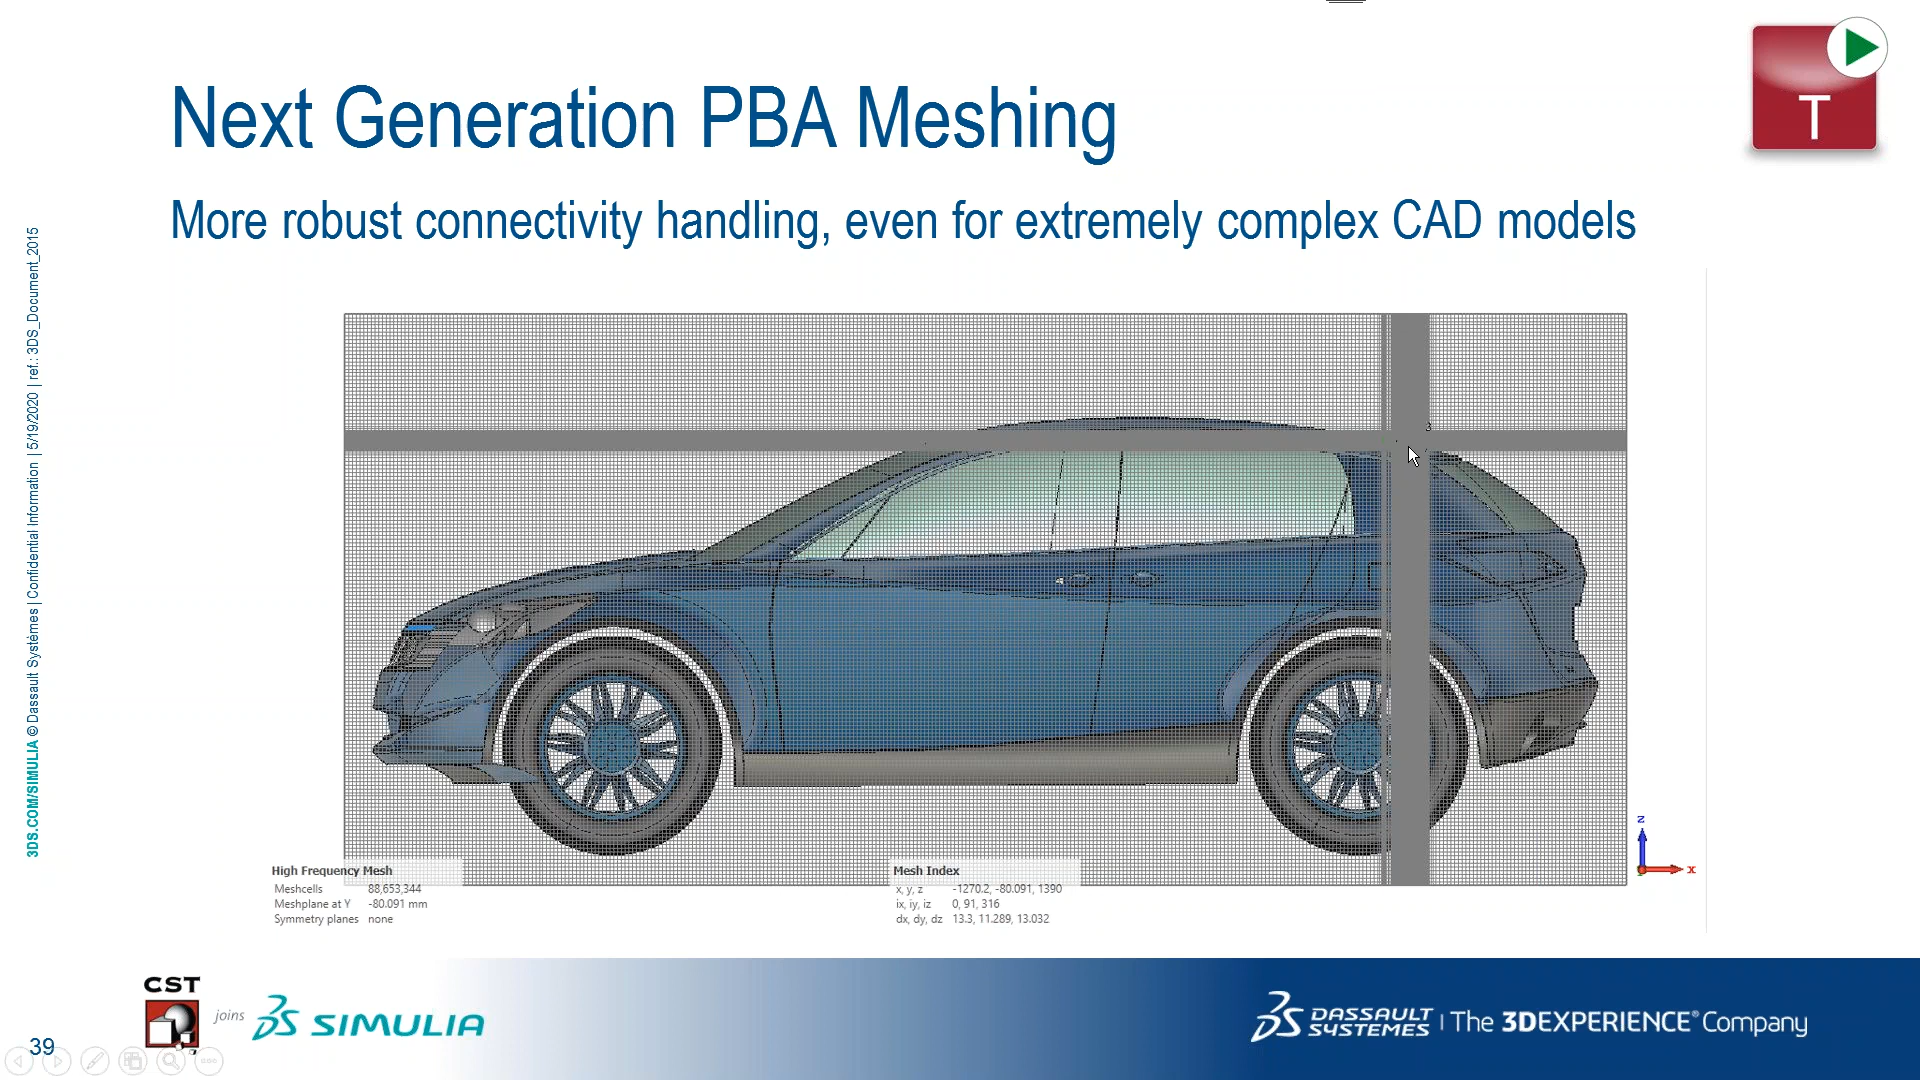 Next Generation PBA Meshing
T
More robust connectivity handling, even for extremely complex CAD models
3DS.COM/SIMULIA © Dassault Systèmes | Confidential Information | 5/19/2020 | ref.: 3DS_Document_2015
z
x
High Frequency Mesh
Meshcells 88,653,344
Meshplane at Y -80.091 mm
Symmetry planes none
Mesh Index
x, y, z -1270.2, -80.091, 1390
ix, iy, iz 0, 91, 316
dx, dy, dz 13.3, 11.289, 13.032
CST
joins
3DS SIMULIA
3DS DASSAULT SYSTEMES | The 3DEXPERIENCE® Company
39